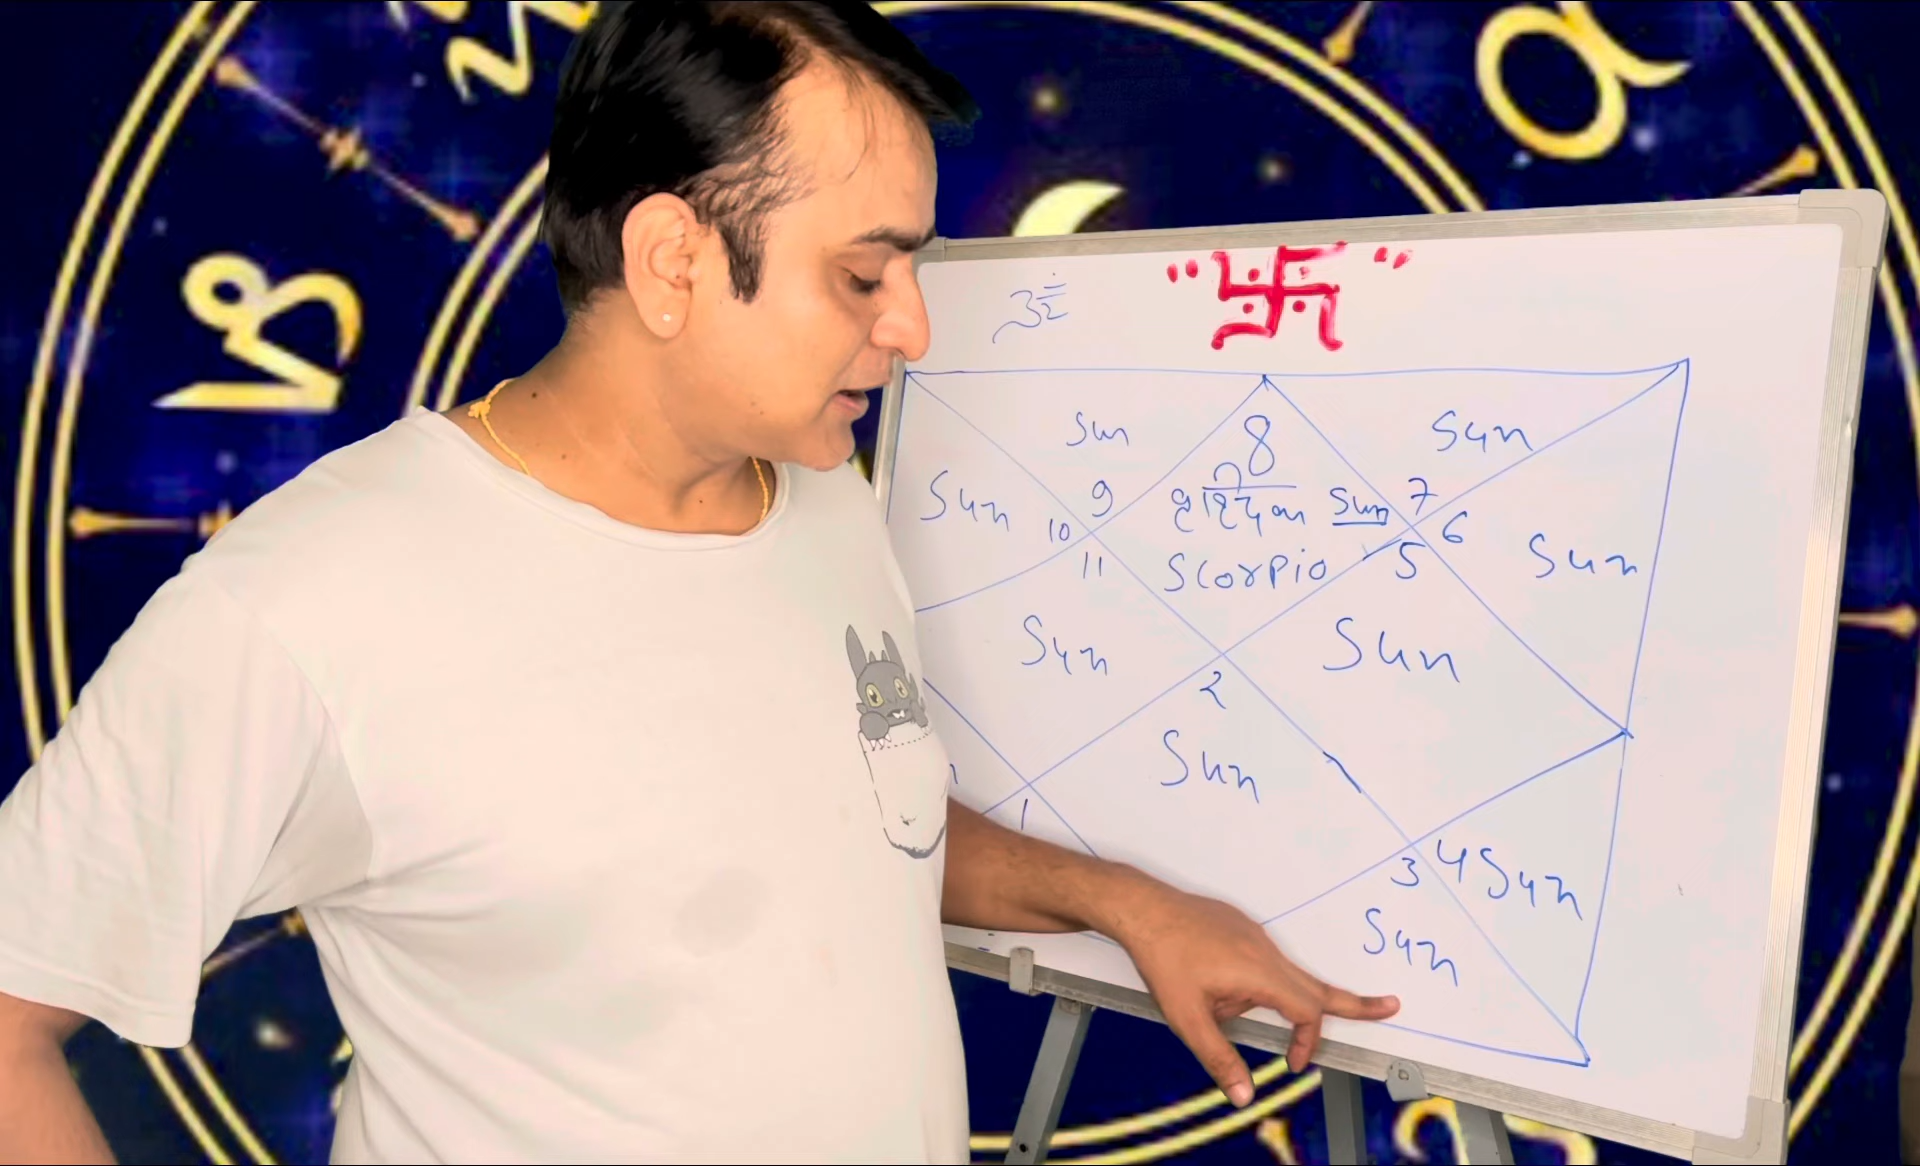 ॐ
" 卐 "
Sun 8 Sun
Sun 9 वृश्चिक Sun 7
10 6 Sun
11 Scorpio 5
Sun Sun
2
Sun
1
3 4 Sun
Sun